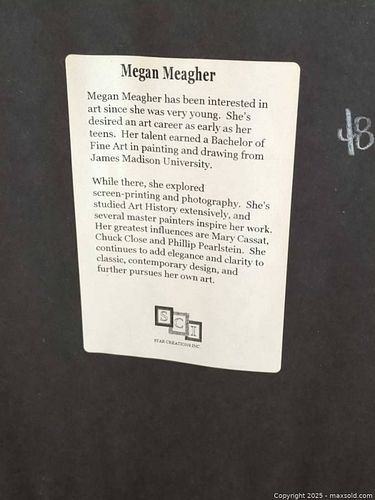 Megan Meagher
Megan Meagher has been interested in
art since she was very young. She's
desired an art career as early as her
teens. Her talent earned a Bachelor of
Fine Art in painting and drawing from
James Madison University.
While there, she explored
screen-printing and photography. She's
studied Art History extensively, and
several master painters inspire her work.
Her greatest influences are Mary Cassat,
Chuck Close and Phillip Pearlstein. She
continues to add elegance and clarity to
classic, contemporary design, and
further pursues her own art.
SCI
STAR CREATIONS INC.
48
Copyright 2025 - maxsold.com